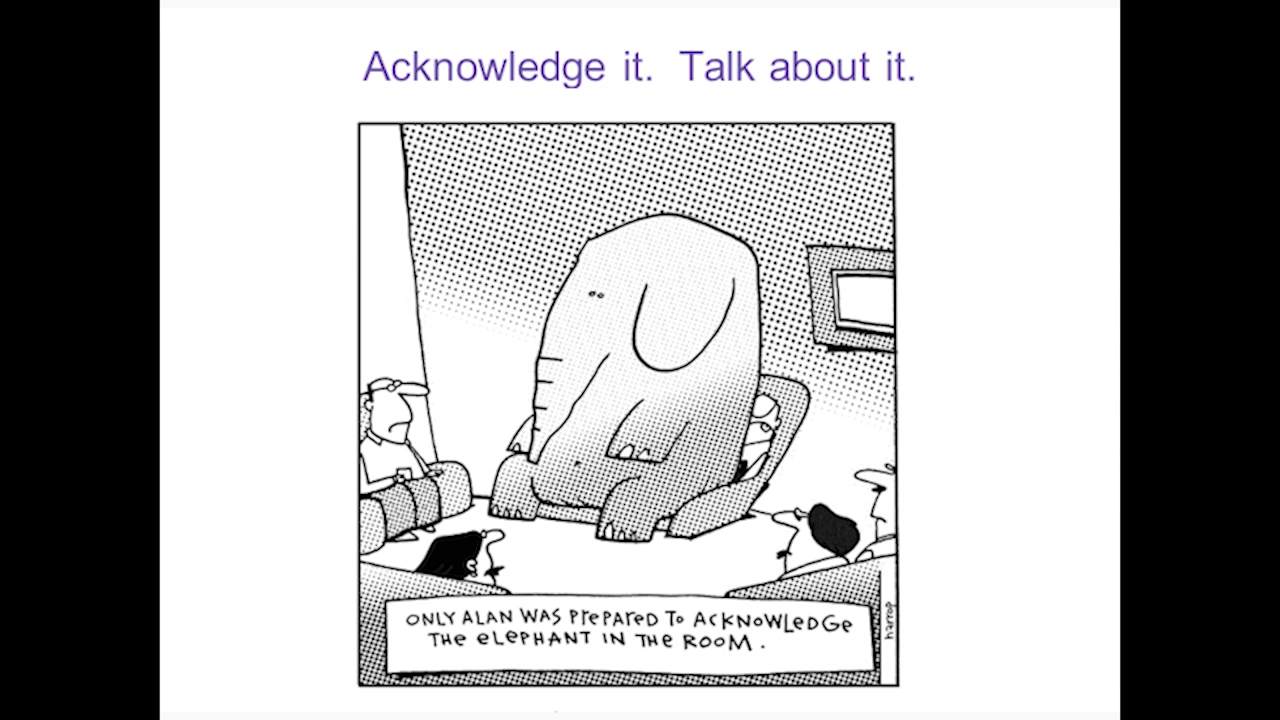 Acknowledge it. Talk about it.
ONLY ALAN WAS PREPARED TO ACKNOWLEDGE
THE ELEPHANT IN THE ROOM.
harrop